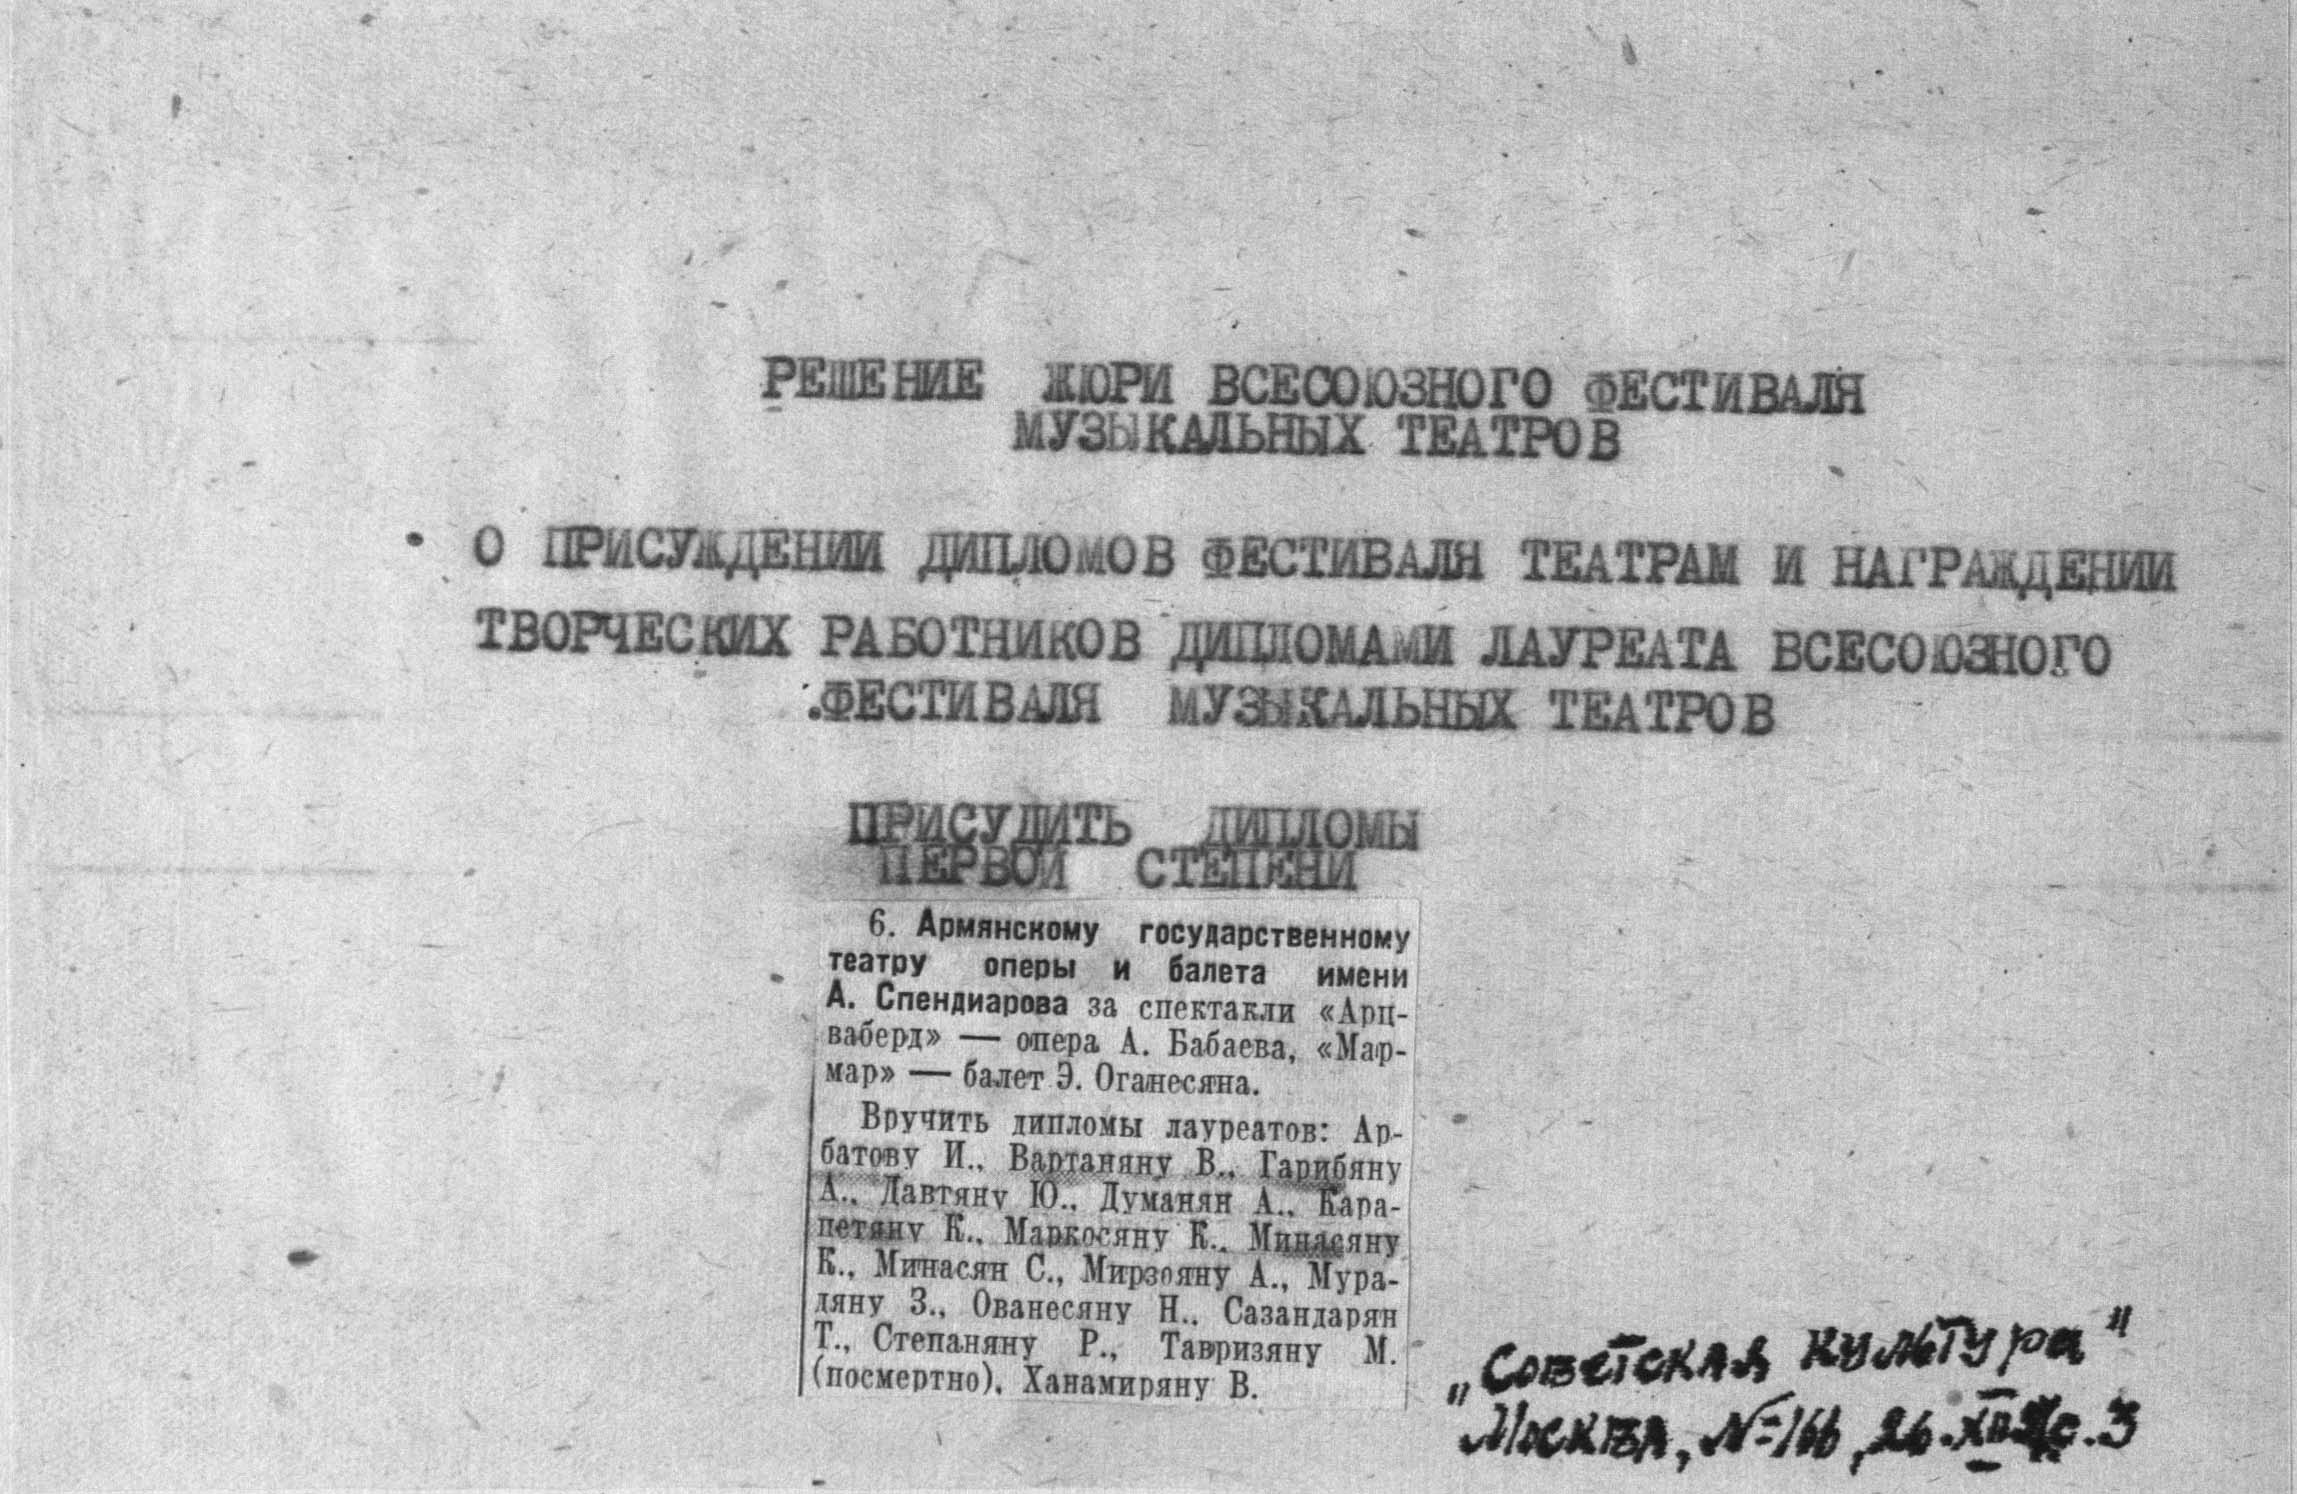 РЕШЕНИЕ ЖЮРИ ВСЕСОЮЗНОГО ФЕСТИВАЛЯ
МУЗЫКАЛЬНЫХ ТЕАТРОВ
О ПРИСУЖДЕНИИ ДИПЛОМОВ ФЕСТИВАЛЯ ТЕАТРАМ И НАГРАЖДЕНИИ
ТВОРЧЕСКИХ РАБОТНИКОВ ДИПЛОМАМИ ЛАУРЕАТА ВСЕСОЮЗНОГО
ФЕСТИВАЛЯ МУЗЫКАЛЬНЫХ ТЕАТРОВ
ПРИСУДИТЬ ДИПЛОМЫ
ПЕРВОЙ СТЕПЕНИ
6. Армянскому государственному
театру оперы и балета имени
А. Спендиарова за спектакли «Арц-
ваберд» — опера А. Бабаева, «Мар-
мар» — балет Э. Оганесяна.
Вручить дипломы лауреатов: Ар-
батову И., Вартаняну В., Гарибяну
А., Давтяну Ю., Думанян А., Кара-
петяну К., Маркосяну К., Минасяну
К., Минасян С., Мирзояну А., Мура-
дяну З., Ованесяну Н., Сазандарян
Т., Степаняну Р., Тавризяну М.
(посмертно), Ханамиряну В.
„Советская культура"
Москва, №166, 26.XII с. 3